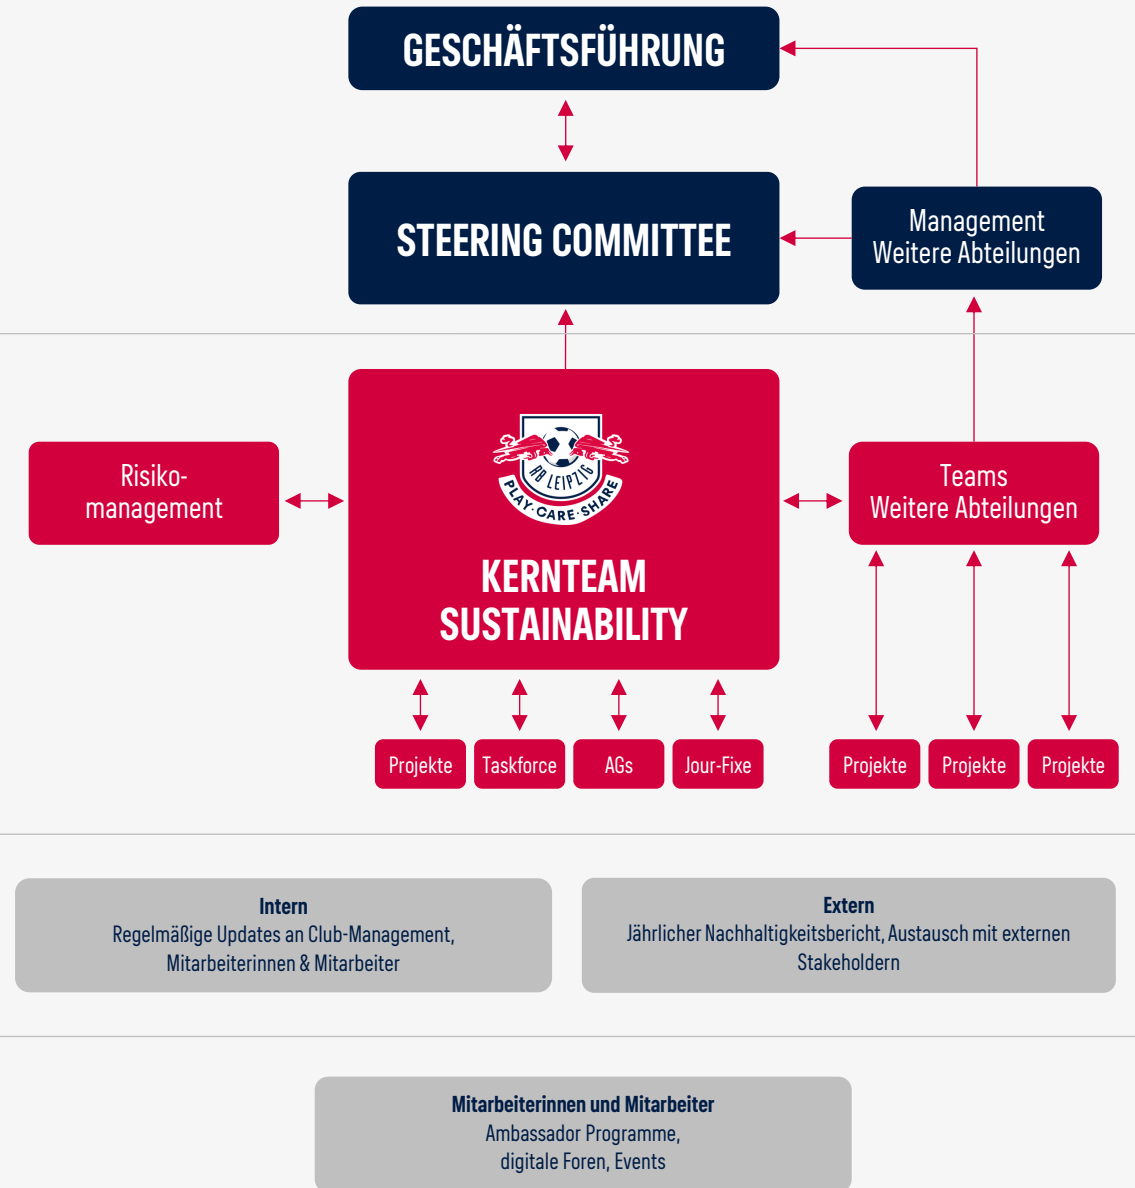 GESCHÄFTSFÜHRUNG
STEERING COMMITTEE
Management
Weitere Abteilungen
Risiko-
management
RB LEIPZIG
PLAY·CARE·SHARE
KERNTEAM
SUSTAINABILITY
Teams
Weitere Abteilungen
Projekte
Taskforce
AGs
Jour-Fixe
Projekte
Projekte
Projekte
Intern
Regelmäßige Updates an Club-Management,
Mitarbeiterinnen & Mitarbeiter
Extern
Jährlicher Nachhaltigkeitsbericht, Austausch mit externen
Stakeholdern
Mitarbeiterinnen und Mitarbeiter
Ambassador Programme,
digitale Foren, Events